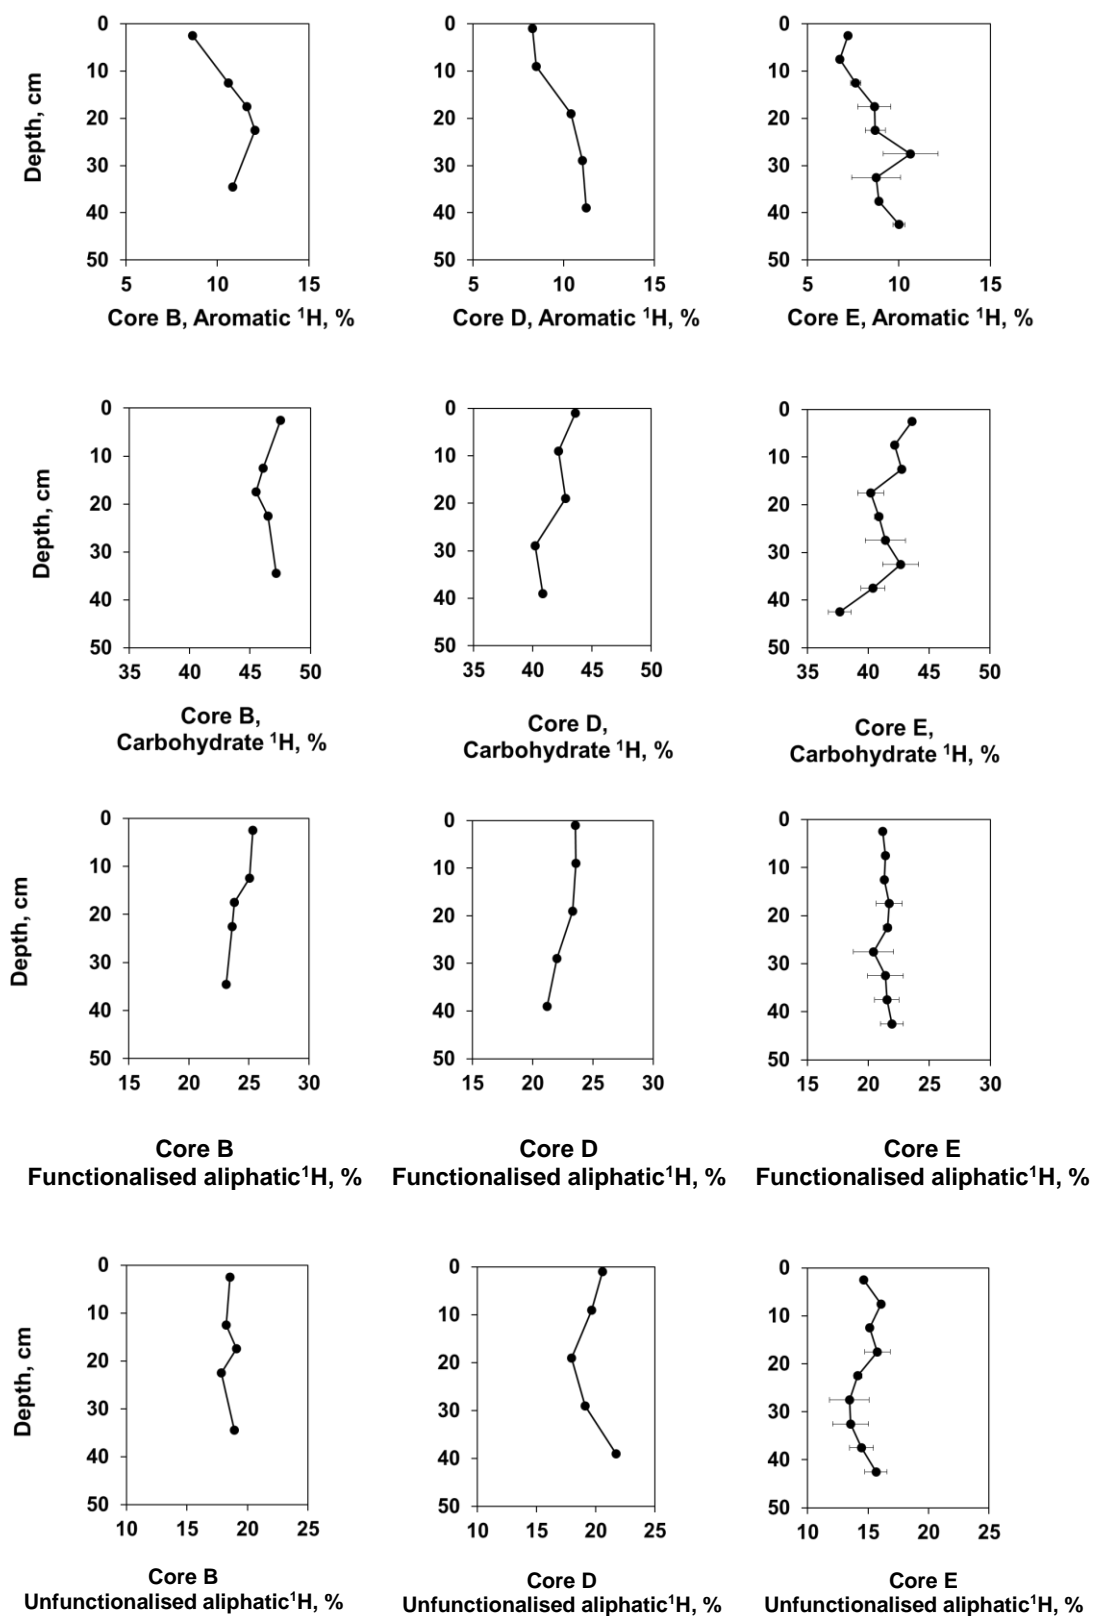 0
10
20
30
40
50
5 10 15
Depth, cm
Core B, Aromatic ¹H, %
0
10
20
30
40
50
5 10 15
Core D, Aromatic ¹H, %
0
10
20
30
40
50
5 10 15
Core E, Aromatic ¹H, %
0
10
20
30
40
50
35 40 45 50
Depth, cm
Core B,
Carbohydrate ¹H, %
0
10
20
30
40
50
35 40 45 50
Core D,
Carbohydrate ¹H, %
0
10
20
30
40
50
35 40 45 50
Core E,
Carbohydrate ¹H, %
0
10
20
30
40
50
15 20 25 30
Depth, cm
Core B
Functionalised aliphatic¹H, %
0
10
20
30
40
50
15 20 25 30
Core D
Functionalised aliphatic¹H, %
0
10
20
30
40
50
15 20 25 30
Core E
Functionalised aliphatic¹H, %
0
10
20
30
40
50
10 15 20 25
Depth, cm
Core B
Unfunctionalised aliphatic¹H, %
0
10
20
30
40
50
10 15 20 25
Core D
Unfunctionalised aliphatic¹H, %
0
10
20
30
40
50
10 15 20 25
Core E
Unfunctionalised aliphatic¹H, %